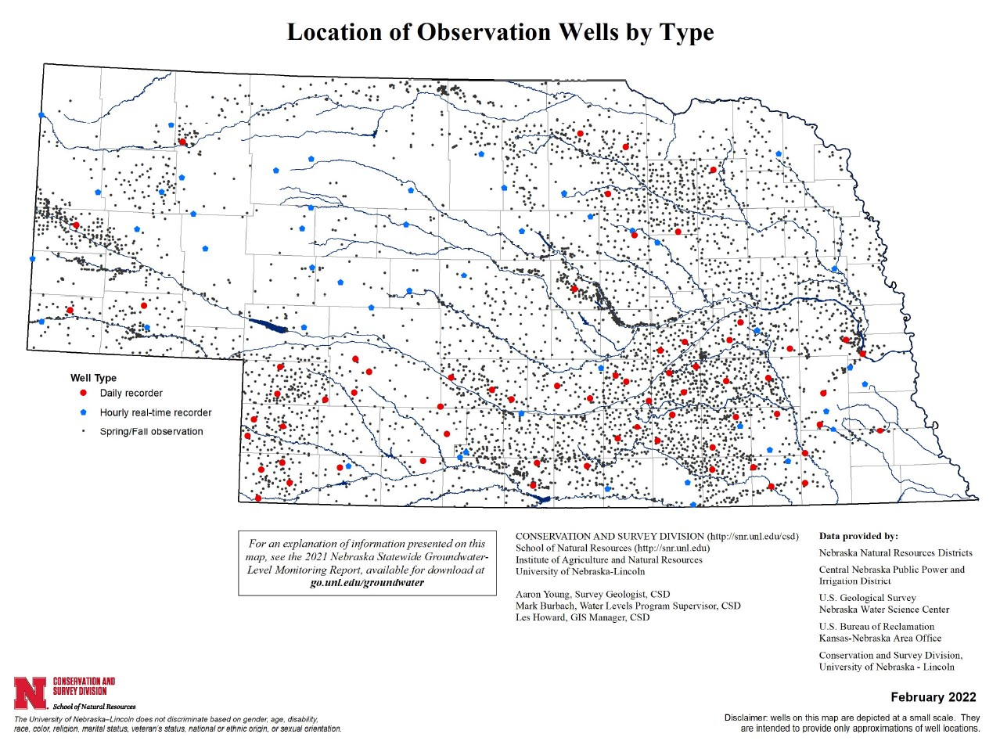 Location of Observation Wells by Type
Well Type
Daily recorder
Hourly real-time recorder
Spring/Fall observation
For an explanation of information presented on this
map, see the 2021 Nebraska Statewide Groundwater-
Level Monitoring Report, available for download at
go.unl.edu/groundwater
CONSERVATION AND SURVEY DIVISION (http://snr.unl.edu/csd)
School of Natural Resources (http://snr.unl.edu)
Institute of Agriculture and Natural Resources
University of Nebraska-Lincoln
Aaron Young, Survey Geologist, CSD
Mark Burbach, Water Levels Program Supervisor, CSD
Les Howard, GIS Manager, CSD
Data provided by:
Nebraska Natural Resources Districts
Central Nebraska Public Power and
Irrigation District
U.S. Geological Survey
Nebraska Water Science Center
U.S. Bureau of Reclamation
Kansas-Nebraska Area Office
Conservation and Survey Division,
University of Nebraska - Lincoln
N
CONSERVATION AND
SURVEY DIVISION
School of Natural Resources
The University of Nebraska–Lincoln does not discriminate based on gender, age, disability,
race, color, religion, marital status, veteran's status, national or ethnic origin, or sexual orientation.
February 2022
Disclaimer: wells on this map are depicted at a small scale. They
are intended to provide only approximations of well locations.